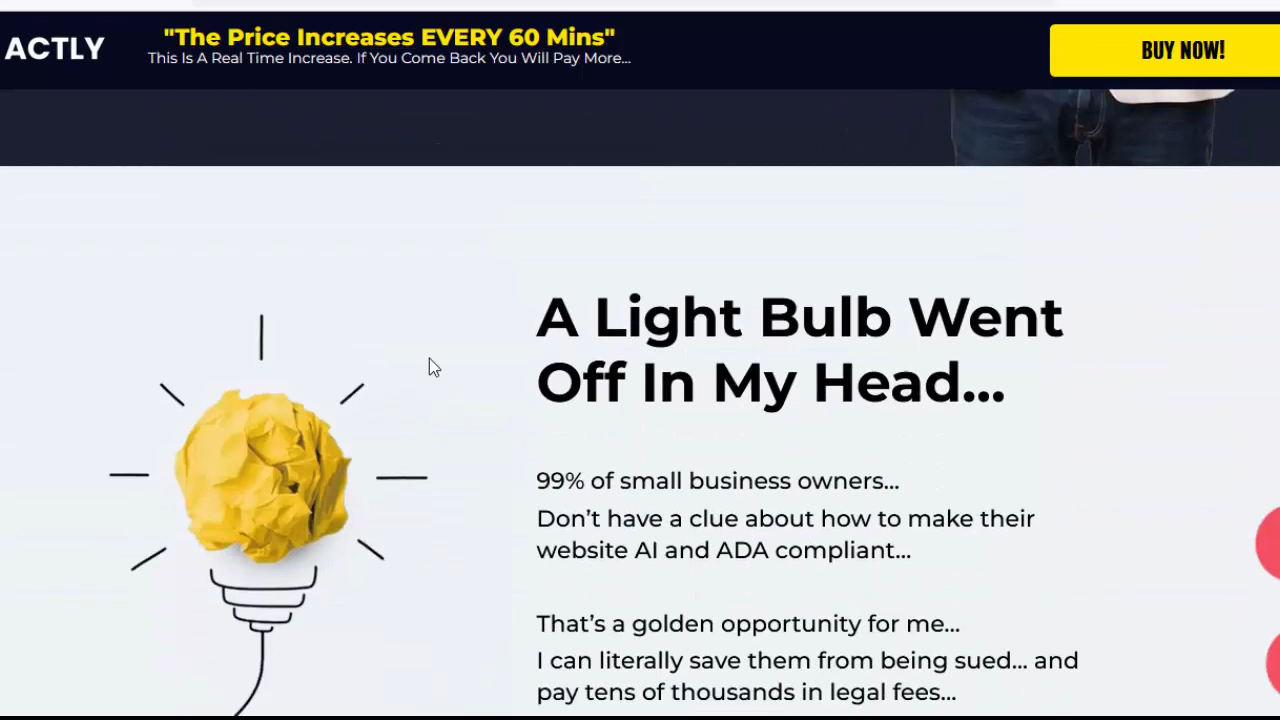 ACTLY
"The Price Increases EVERY 60 Mins"
This Is A Real Time Increase. If You Come Back You Will Pay More...
BUY NOW!
A Light Bulb Went
Off In My Head...
99% of small business owners...
Don't have a clue about how to make their
website AI and ADA compliant...
That's a golden opportunity for me...
I can literally save them from being sued... and
pay tens of thousands in legal fees...